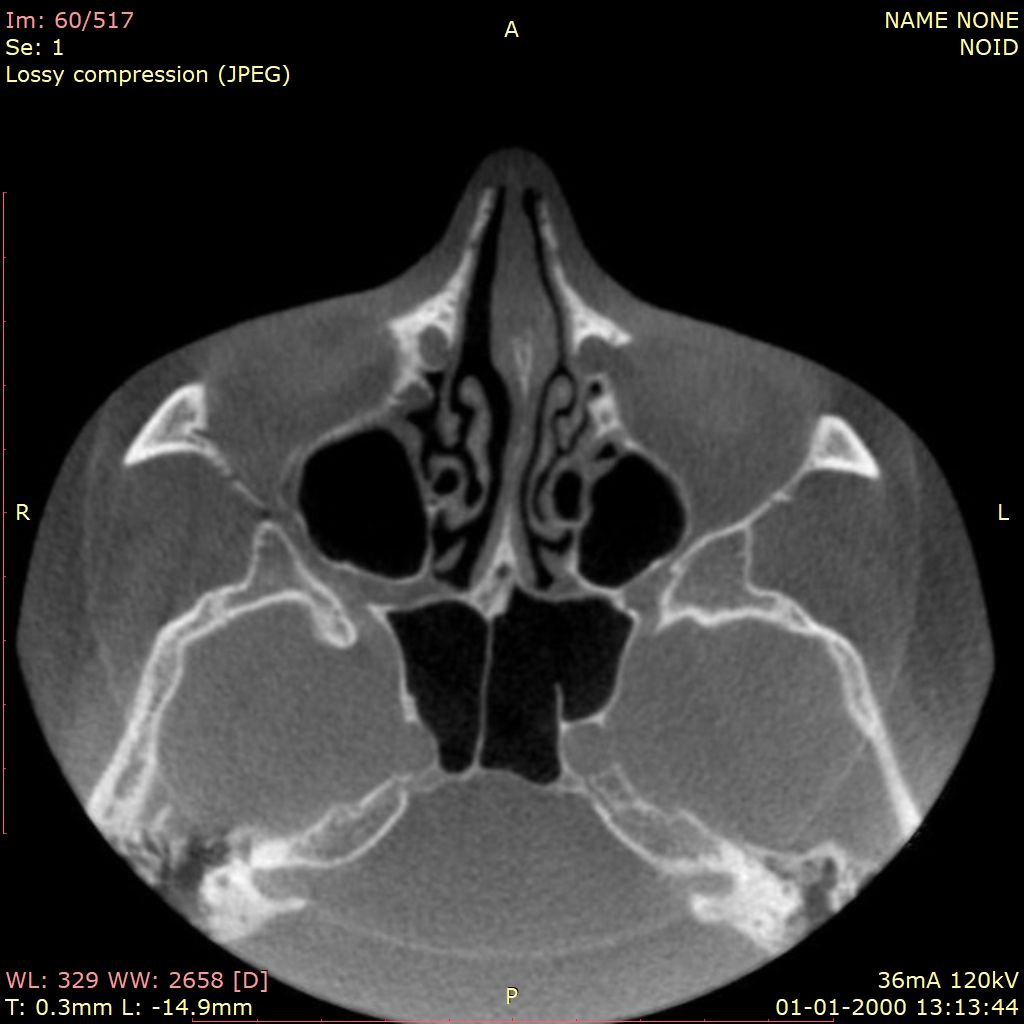 Im: 60/517
Se: 1
Lossy compression (JPEG)
A
NAME NONE
NOID
R
L
WL: 329 WW: 2658 [D]
T: 0.3mm L: -14.9mm
P
36mA 120kV
01-01-2000 13:13:44